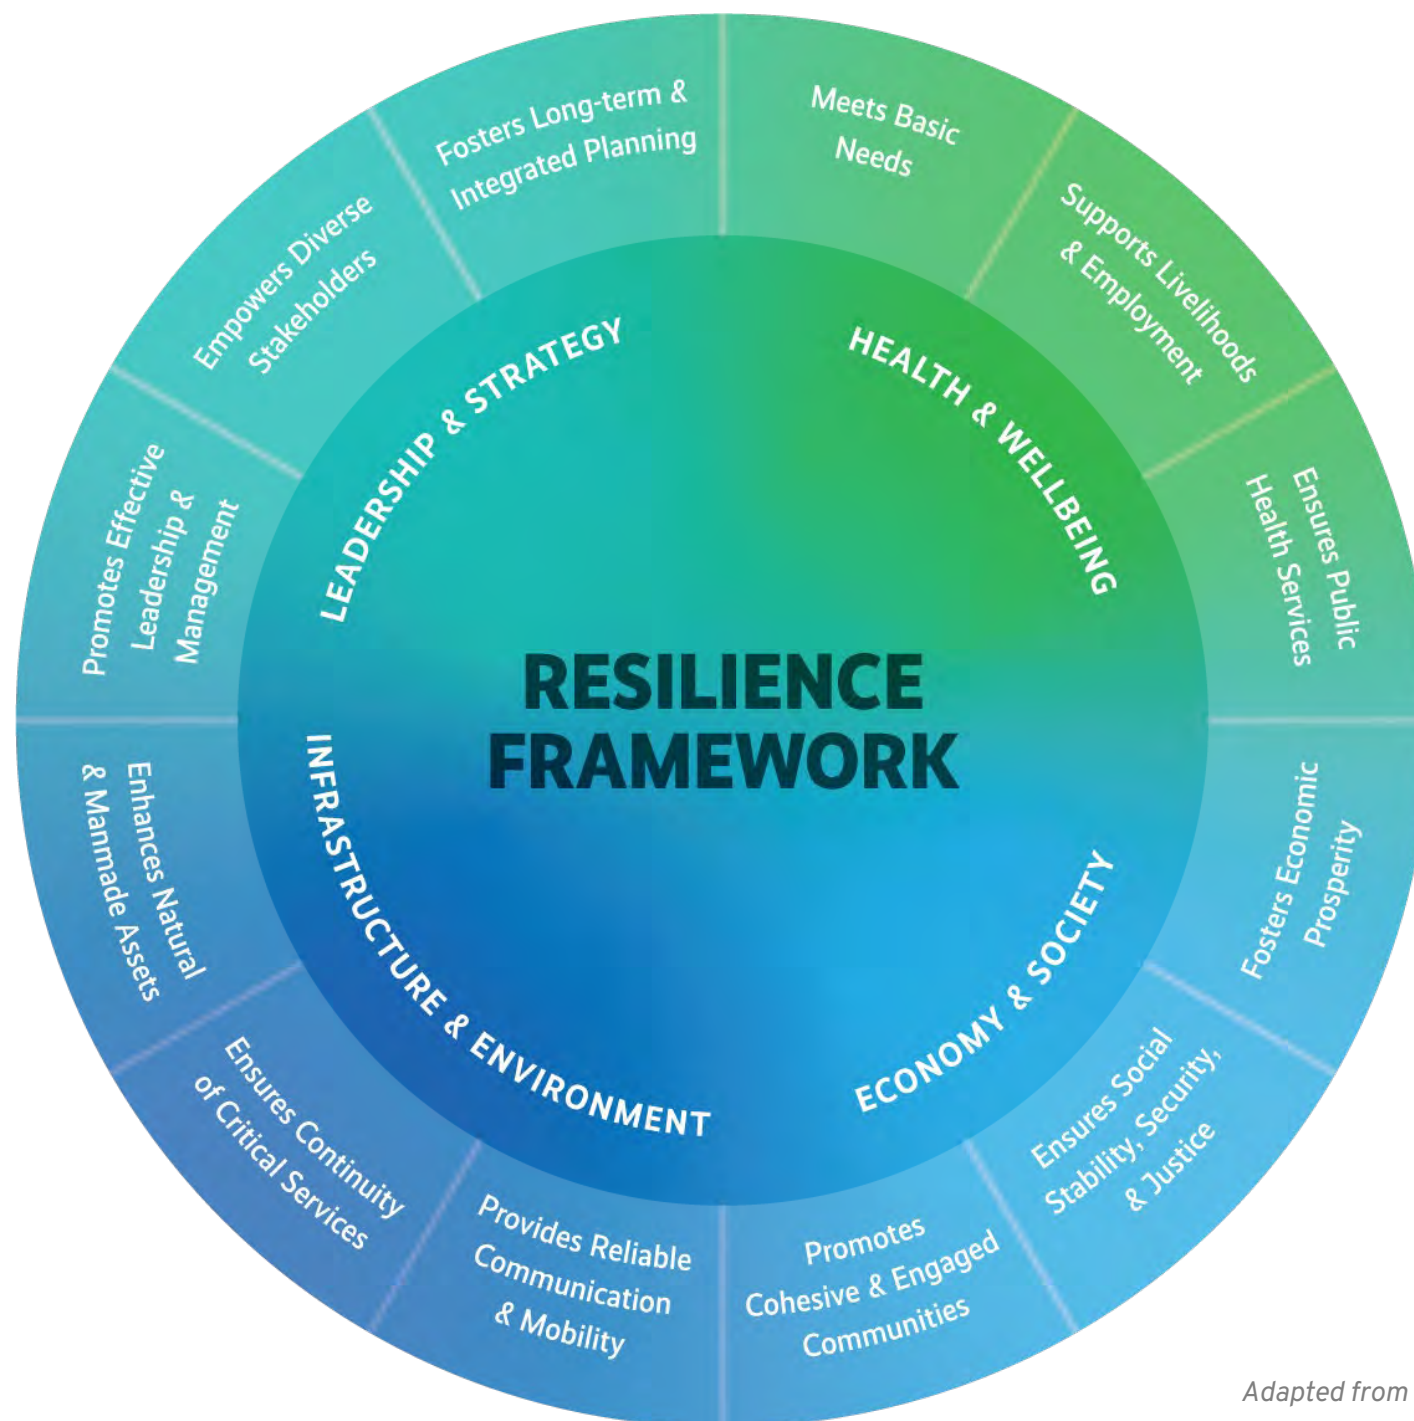 RESILIENCE
FRAMEWORK
HEALTH & WELLBEING
Meets Basic
Needs
Supports Livelihoods
& Employment
Ensures Public
Health Services
ECONOMY & SOCIETY
Fosters Economic
Prosperity
Ensures Social
Stability, Security,
& Justice
Promotes
Cohesive & Engaged
Communities
INFRASTRUCTURE & ENVIRONMENT
Provides Reliable
Communication
& Mobility
Ensures Continuity
of Critical Services
Enhances Natural
& Manmade Assets
LEADERSHIP & STRATEGY
Promotes Effective
Leadership &
Management
Empowers Diverse
Stakeholders
Fosters Long-term &
Integrated Planning
Adapted from